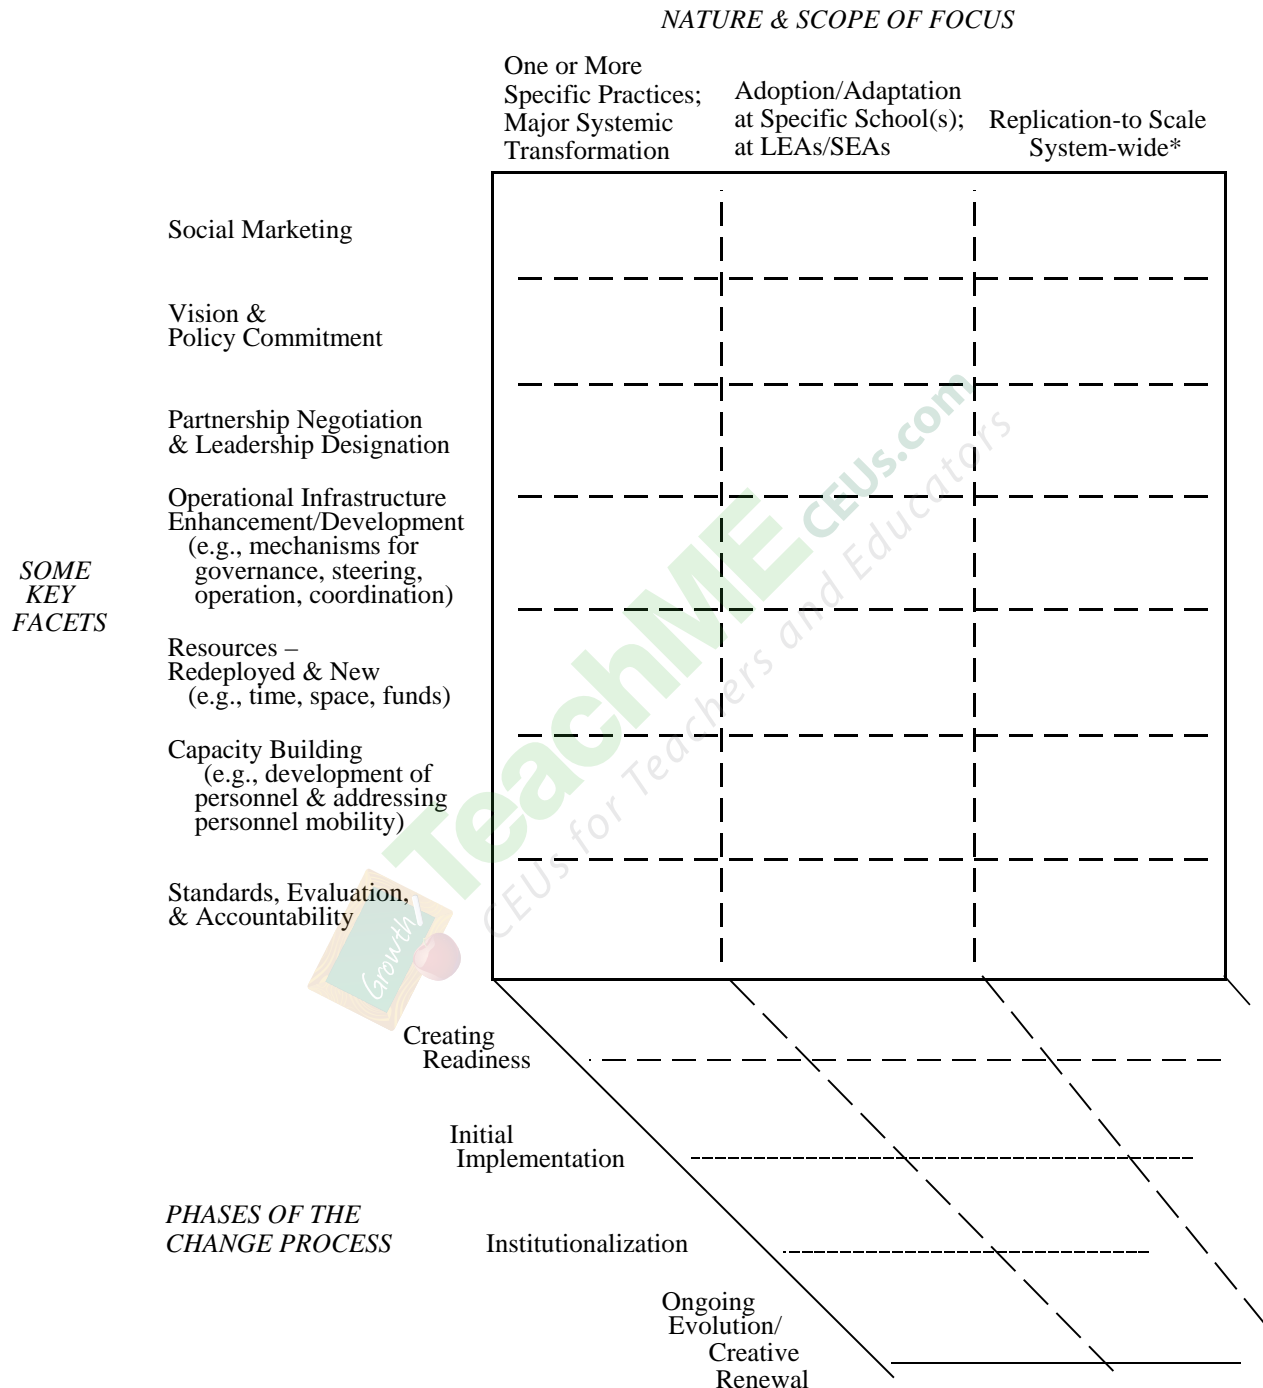 NATURE & SCOPE OF FOCUS
One or More
Specific Practices;
Major Systemic
Transformation
Adoption/Adaptation
at Specific School(s);
at LEAs/SEAs
Replication-to Scale
System-wide*
Social Marketing
Vision &
Policy Commitment
Partnership Negotiation
& Leadership Designation
Operational Infrastructure
Enhancement/Development
(e.g., mechanisms for
governance, steering,
operation, coordination)
SOME
KEY
FACETS
Resources –
Redeployed & New
(e.g., time, space, funds)
Capacity Building
(e.g., development of
personnel & addressing
personnel mobility)
Standards, Evaluation,
& Accountability
TeachME CEUs.com
CEUs for Teachers and Educators
Growth!
Creating
Readiness
Initial
Implementation
PHASES OF THE
CHANGE PROCESS
Institutionalization
Ongoing
Evolution/
Creative
Renewal